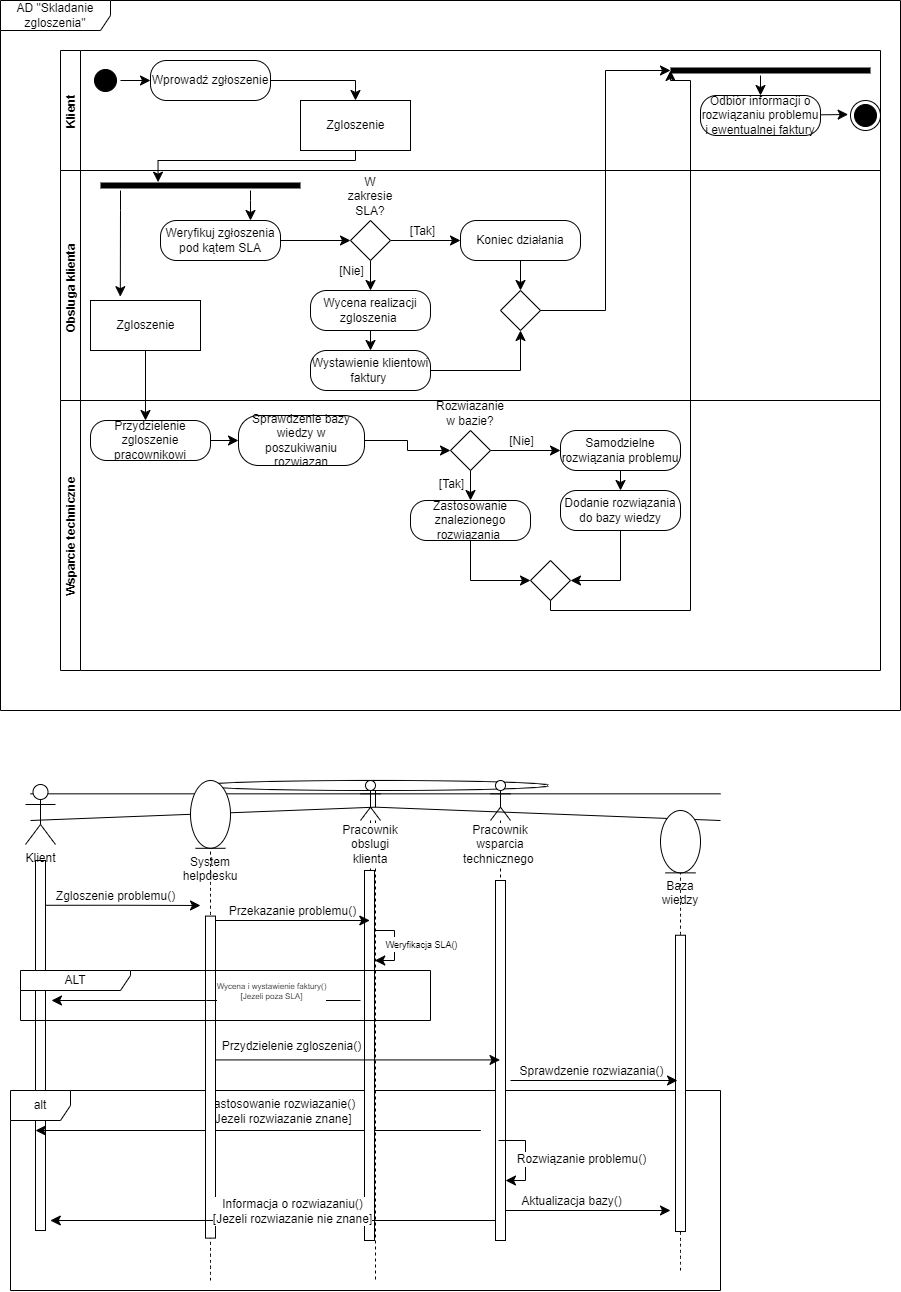 AD "Skladanie
zgloszenia"
Klient
Wprowadź zgłoszenie
Zgloszenie
Odbiór informacji o
rozwiązaniu problemu
i ewentualnej faktury
Obsługa klienta
W
zakresie
SLA?
Weryfikuj zgłoszenia
pod kątem SLA
[Tak]
Koniec działania
[Nie]
Wycena realizacji
zgloszenia
Zgloszenie
Wystawienie klientowi
faktury
Wsparcie techniczne
Przydzielenie
zgloszenie
pracownikowi
Sprawdzenie bazy
wiedzy w
poszukiwaniu
rozwiazan
Rozwiazanie
w bazie?
[Nie]
Samodzielne
rozwiązania problemu
[Tak]
Zastosowanie
znalezionego
rozwiazania
Dodanie rozwiązania
do bazy wiedzy
Klient
System
helpdesku
Pracownik
obslugi
klienta
Pracownik
wsparcia
technicznego
Baza
wiedzy
Zgloszenie problemu()
Przekazanie problemu()
Weryfikacja SLA()
ALT
Wycena i wystawienie faktury()
[Jezeli poza SLA]
Przydzielenie zgloszenia()
Sprawdzenie rozwiazania()
alt
astosowanie rozwiazanie()
Jezeli rozwiazanie znane]
Rozwiązanie problemu()
Informacja o rozwiazaniu()
[Jezeli rozwiazanie nie znane]
Aktualizacja bazy()